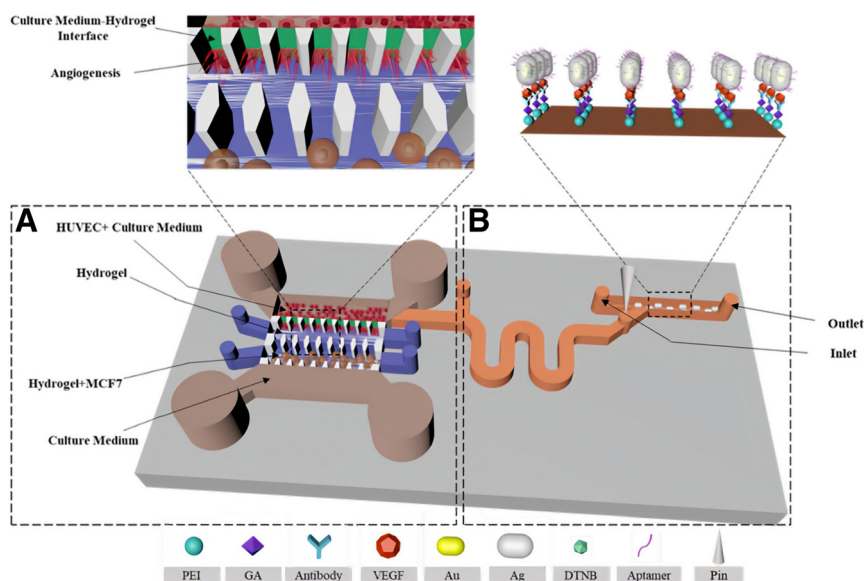 Culture Medium-Hydrogel
Interface
Angiogenesis
A
B
HUVEC+ Culture Medium
Hydrogel
Hydrogel+MCF7
Culture Medium
Outlet
Inlet
PEI
GA
Antibody
VEGF
Au
Ag
DTNB
Aptamer
Pin